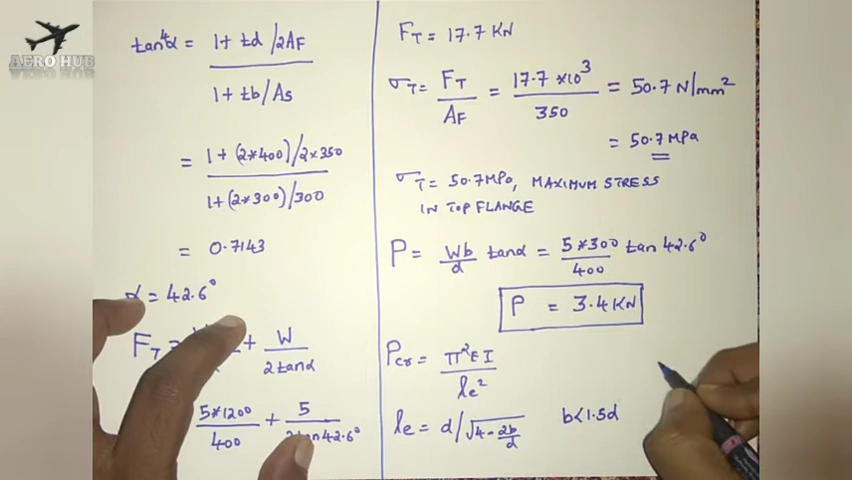 AERO HUB
tan⁴α = 1 + td / 2AF
1 + tb / As
= 1 + (2*400) / 2×350
1 + (2*300) / 300
= 0.7143
α = 42.6°
FT = + W
2 tanα
5*1200 + 5
400 tan 42.6°
FT = 17.7 KN
σT = FT = 17.7 *10³ = 50.7 N/mm²
AF 350
= 50.7 MPa
σT = 50.7 MPa, MAXIMUM STRESS
IN TOP FLANGE
P = Wb tanα = 5*300 tan 42.6°
d 400
P = 3.4 KN
Pcr = π²EI
le²
le = d / √4 - 2b b<1.5d
d